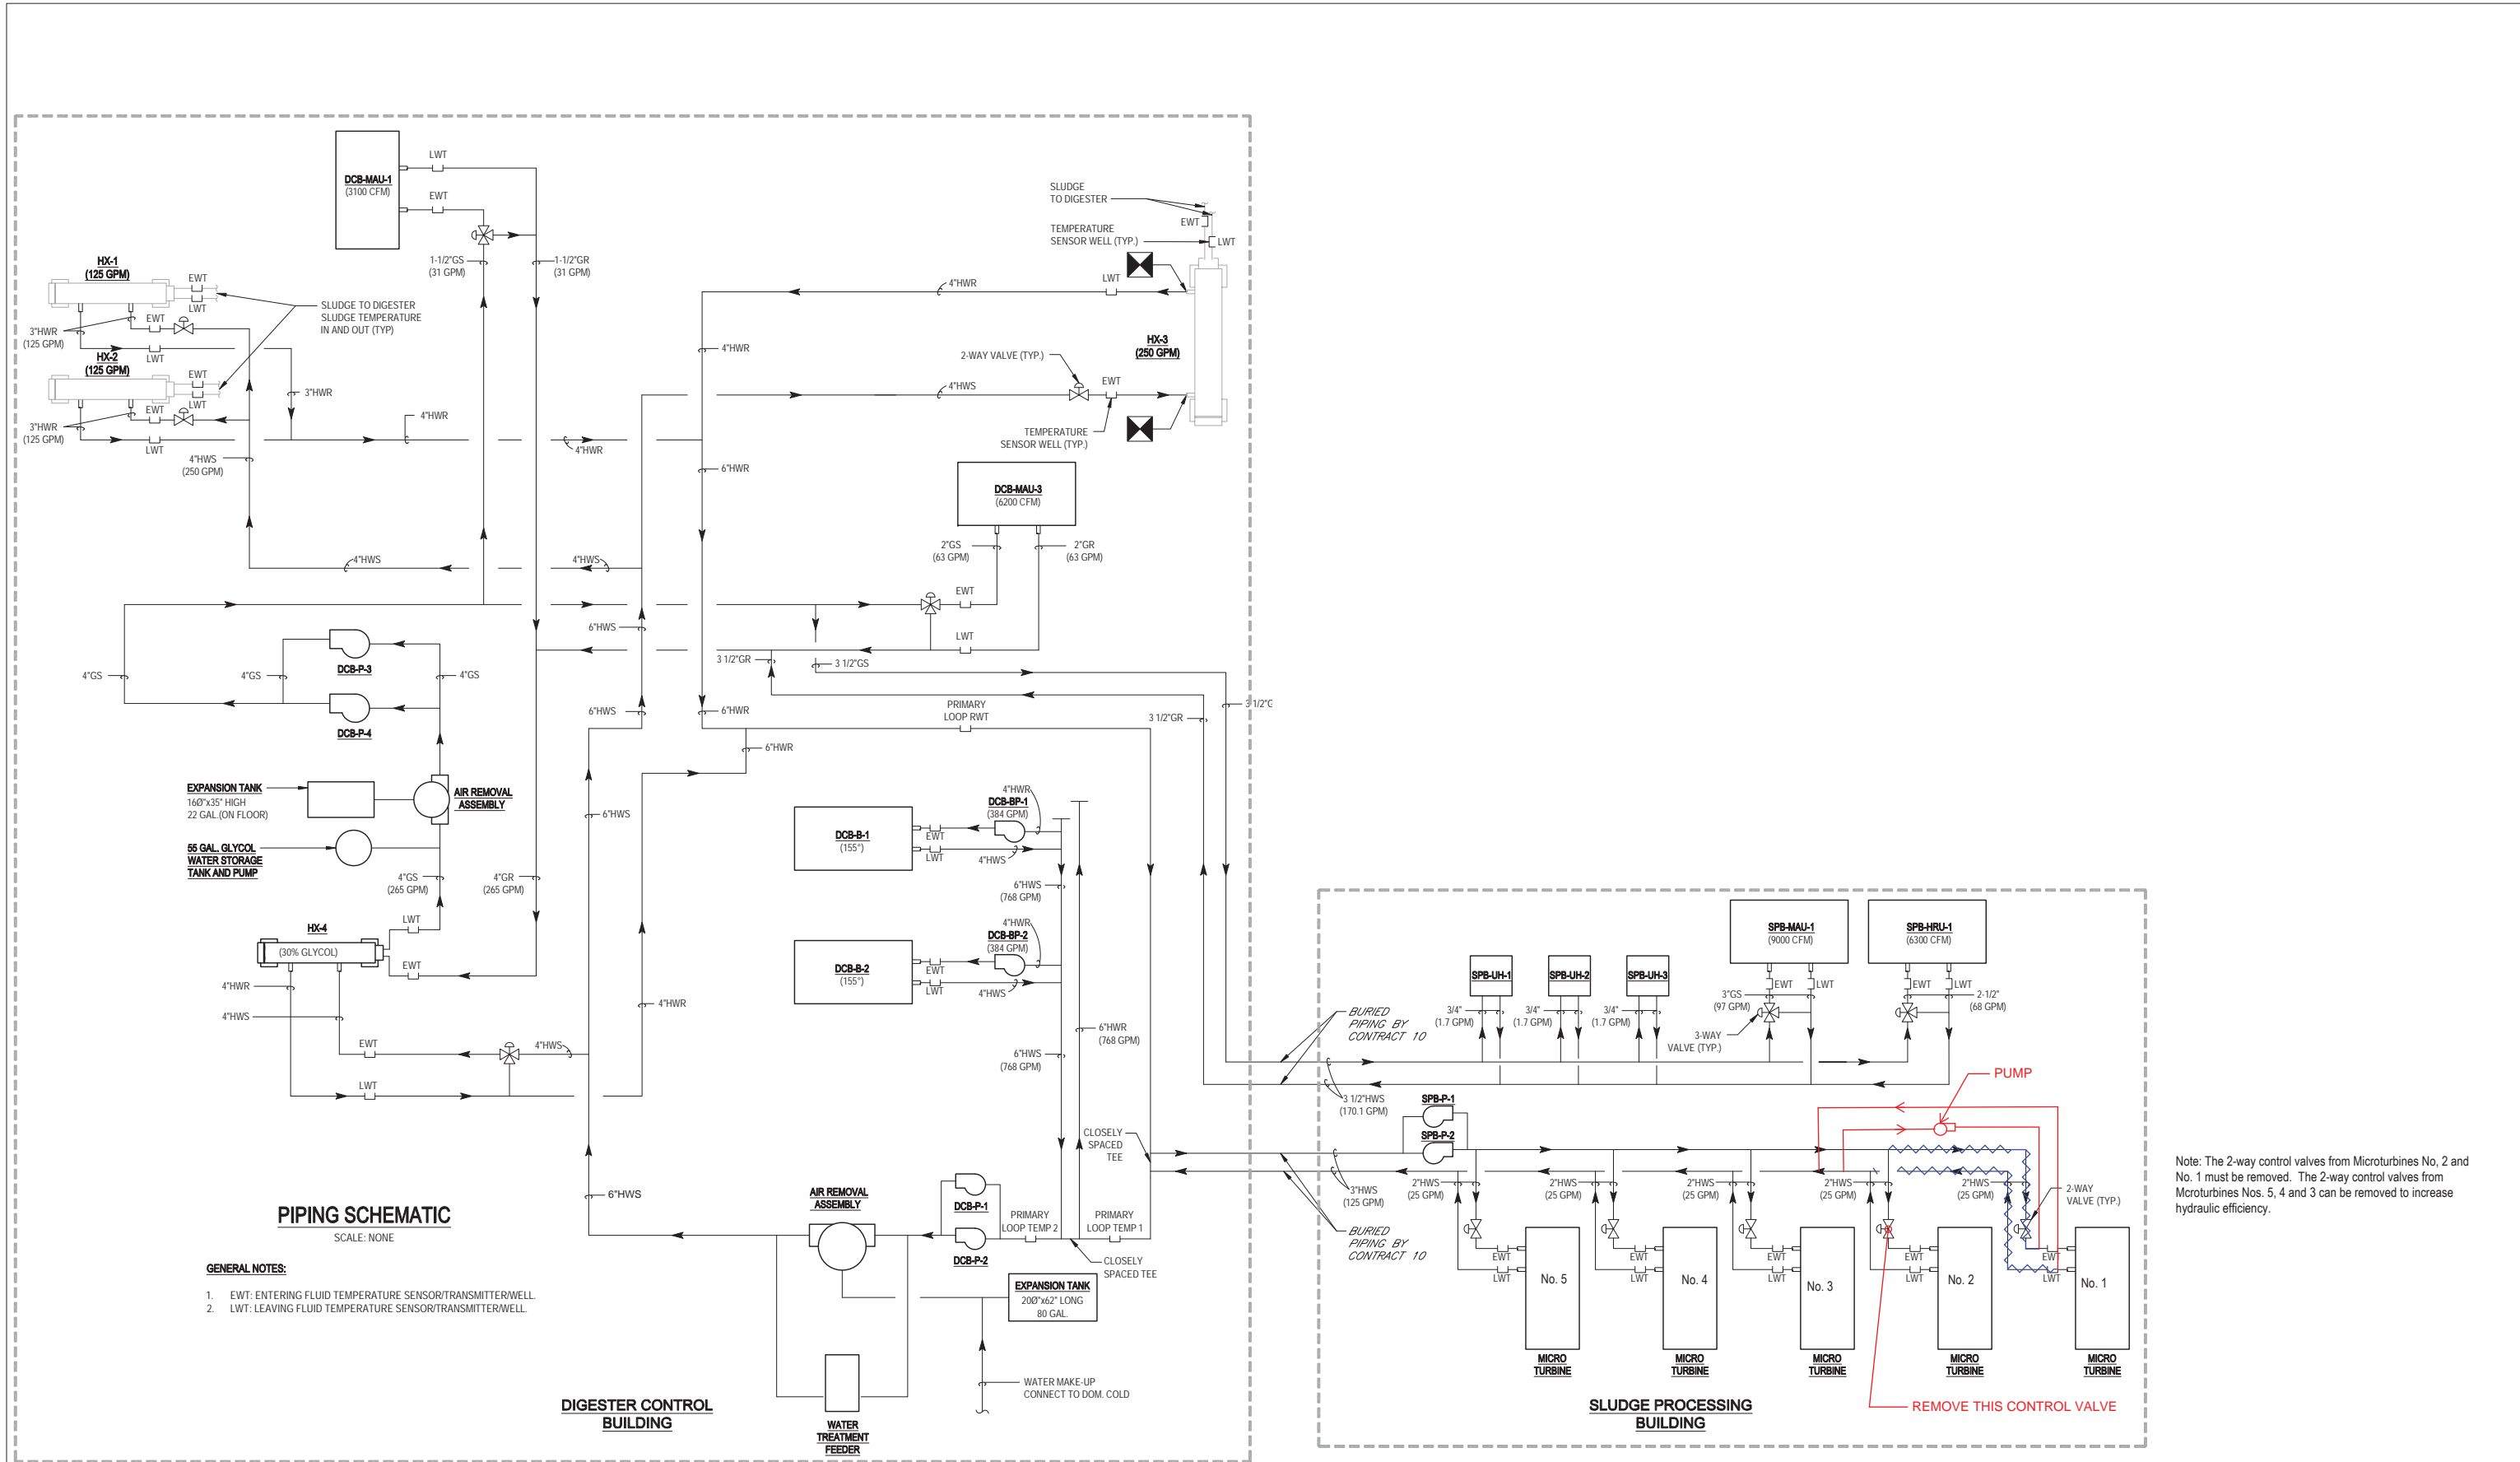 DCB-MAU-1
(3100 CFM)
LWT
EWT
1-1/2"GS
(31 GPM)
1-1/2"GR
(31 GPM)
HX-1
(125 GPM)
EWT
LWT
SLUDGE TO DIGESTER
SLUDGE TEMPERATURE
IN AND OUT (TYP)
3"HWR
(125 GPM)
EWT
LWT
HX-2
(125 GPM)
EWT
LWT
3"HWR
(125 GPM)
EWT
LWT
3"HWR
4"HWR
4"HWR
4"HWS
(250 GPM)
SLUDGE
TO DIGESTER
EWT
TEMPERATURE
SENSOR WELL (TYP.)
LWT
LWT
4"HWR
HX-3
(250 GPM)
4"HWR
2-WAY VALVE (TYP.)
EWT
4"HWS
TEMPERATURE
SENSOR WELL (TYP.)
6"HWR
DCB-MAU-3
(6200 CFM)
2"GS
(63 GPM)
2"GR
(63 GPM)
4"HWS
4"HWS
EWT
LWT
6"HWS
3 1/2"GR
3 1/2"GS
DCB-P-3
4"GS
4"GS
4"GS
DCB-P-4
6"HWS
6"HWR
PRIMARY
LOOP RWT
3 1/2"GR
3 1/2"G
6"HWR
EXPANSION TANK
16Ø"x35" HIGH
22 GAL.(ON FLOOR)
AIR REMOVAL
ASSEMBLY
55 GAL. GLYCOL
WATER STORAGE
TANK AND PUMP
4"GS
(265 GPM)
4"GR
(265 GPM)
6"HWS
DCB-B-1
(155")
4"HWR
DCB-BP-1
(384 GPM)
EWT
LWT
4"HWS
6"HWS
(768 GPM)
DCB-B-2
(155")
4"HWR
DCB-BP-2
(384 GPM)
EWT
LWT
4"HWS
HX-4
(30% GLYCOL)
LWT
EWT
4"HWR
4"HWS
4"HWR
EWT
LWT
4"HWS
6"HWR
(768 GPM)
6"HWS
(768 GPM)
CLOSELY
SPACED
TEE
6"HWS
AIR REMOVAL
ASSEMBLY
DCB-P-1
DCB-P-2
PRIMARY
LOOP TEMP 2
PRIMARY
LOOP TEMP 1
CLOSELY
SPACED TEE
EXPANSION TANK
20Ø"x62" LONG
80 GAL.
WATER MAKE-UP
CONNECT TO DOM. COLD
WATER
TREATMENT
FEEDER
PIPING SCHEMATIC
SCALE: NONE
GENERAL NOTES:
1. EWT: ENTERING FLUID TEMPERATURE SENSOR/TRANSMITTER/WELL.
2. LWT: LEAVING FLUID TEMPERATURE SENSOR/TRANSMITTER/WELL.
DIGESTER CONTROL
BUILDING
SPB-UH-1
SPB-UH-2
SPB-UH-3
SPB-MAU-1
(9000 CFM)
SPB-HRU-1
(6300 CFM)
3/4"
(1.7 GPM)
3/4"
(1.7 GPM)
3/4"
(1.7 GPM)
3"GS
(97 GPM)
EWT
LWT
EWT
LWT
2-1/2"
(68 GPM)
3-WAY
VALVE (TYP.)
BURIED
PIPING BY
CONTRACT 10
3 1/2"HWS
(170.1 GPM)
SPB-P-1
SPB-P-2
PUMP
3"HWS
(125 GPM)
BURIED
PIPING BY
CONTRACT 10
2"HWS
(25 GPM)
2"HWS
(25 GPM)
2"HWS
(25 GPM)
2"HWS
(25 GPM)
2"HWS
(25 GPM)
2-WAY
VALVE (TYP.)
EWT
LWT
EWT
LWT
EWT
LWT
EWT
LWT
EWT
LWT
No. 5
No. 4
No. 3
No. 2
No. 1
MICRO
TURBINE
MICRO
TURBINE
MICRO
TURBINE
MICRO
TURBINE
MICRO
TURBINE
REMOVE THIS CONTROL VALVE
SLUDGE PROCESSING
BUILDING
Note: The 2-way control valves from Microturbines No, 2 and
No. 1 must be removed. The 2-way control valves from
Mcroturbines Nos. 5, 4 and 3 can be removed to increase
hydraulic efficiency.